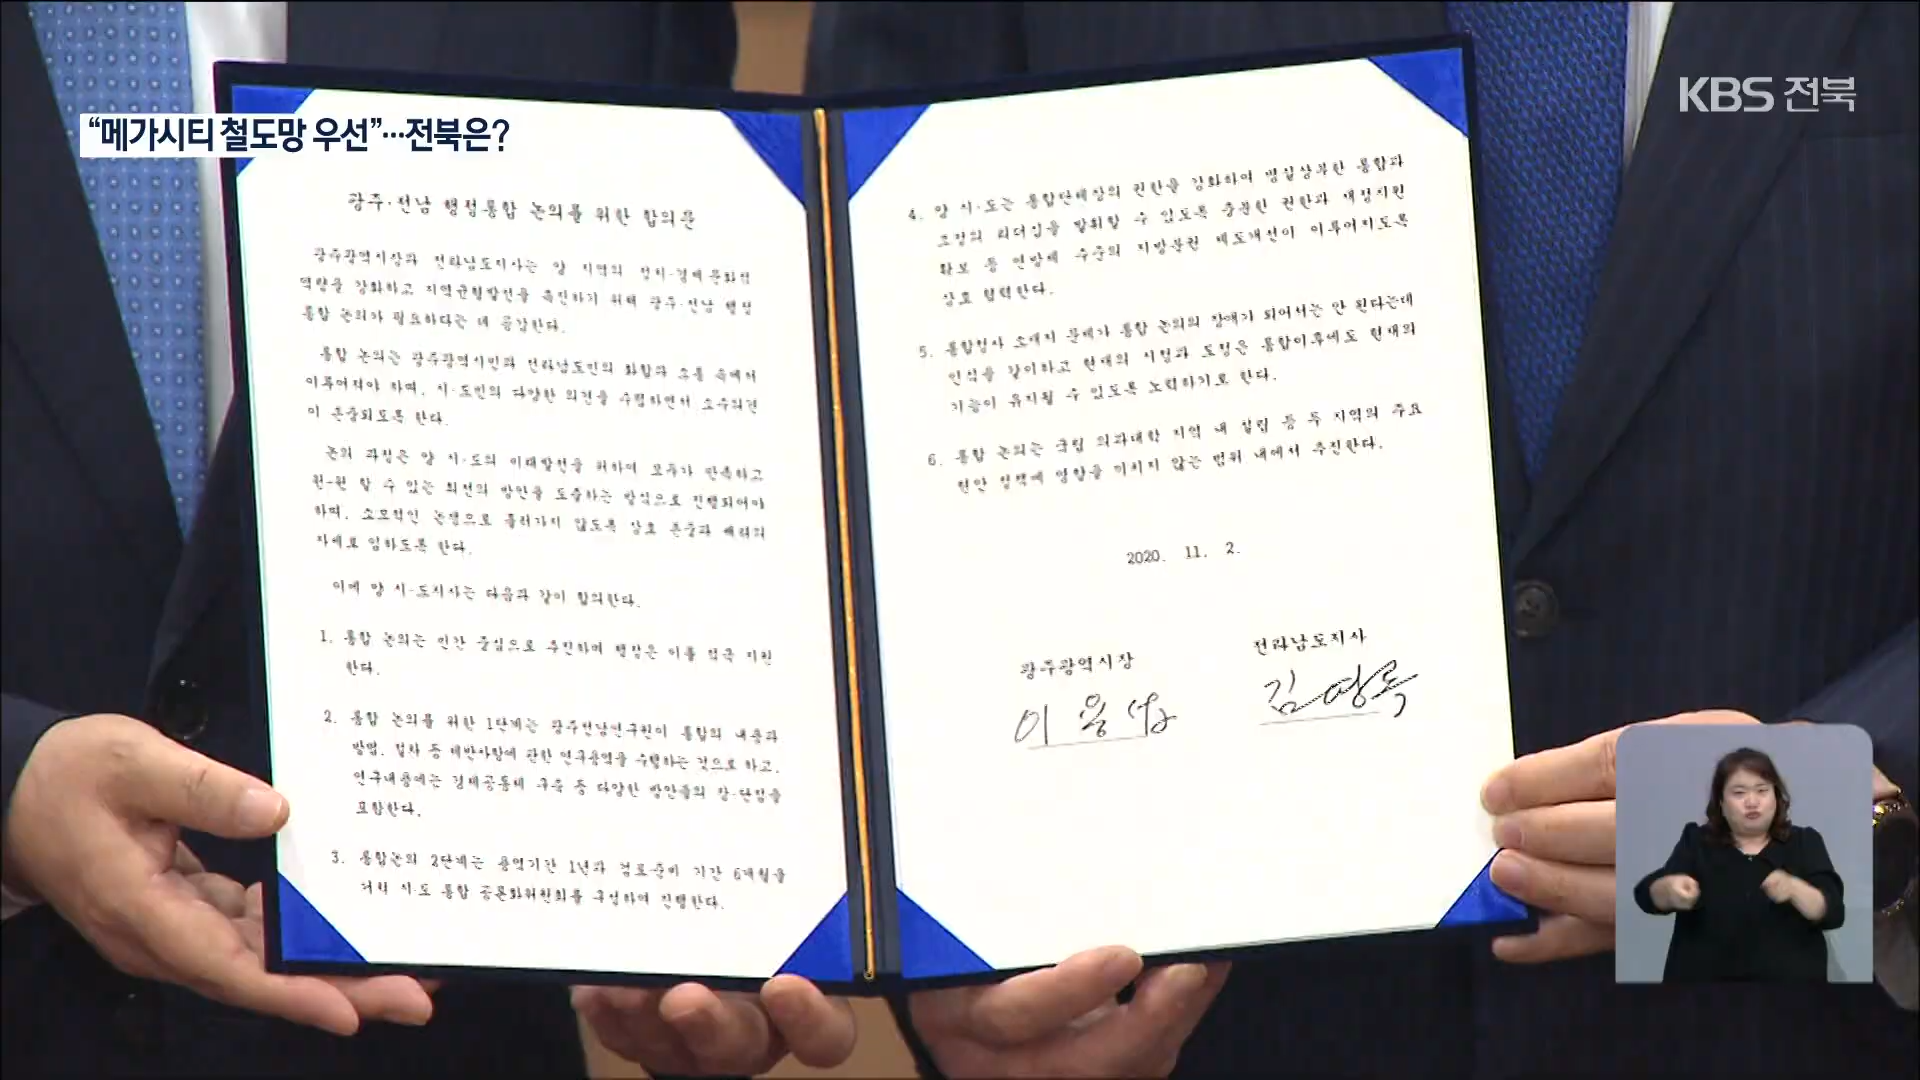 KBS 전북
“메가시티 철도망 우선”…전북은?
광주·전남 행정통합 논의를 위한 합의문
광주광역시장과 전라남도지사는 양 지역의 정치·경제·문화적
역량을 강화하고 지역균형발전을 촉진하기 위해 광주·전남 행정
통합 논의가 필요하다는 데 공감한다.
통합 논의는 광주광역시민과 전라남도민의 화합과 소통 속에서
이루어져야 하며, 시·도민의 다양한 의견을 수렴하면서 소수의견
이 존중되도록 한다.
논의 과정은 양 시·도의 미래발전을 위하여 모두가 만족하고
윈-윈 할 수 있는 최선의 방안을 도출하는 방식으로 진행되어야
하며, 소모적인 논쟁으로 흘러가지 않도록 상호 존중과 배려의
자세로 임하도록 한다.
이에 양 시·도지사는 다음과 같이 합의한다.
1. 통합 논의는 민간 중심으로 추진하며 행정은 이를 적극 지원
한다.
2. 통합 논의를 위한 1단계는 광주전남연구원이 통합의 내용과
방법, 절차 등 제반사항에 관한 연구용역을 수행하는 것으로 하고,
연구내용에는 경제공동체 구축 등 다양한 방안들의 장·단점을
포함한다.
3. 통합논의 2단계는 용역기간 1년과 검토·준비 기간 6개월을
거쳐 시·도 통합 공론화위원회를 구성하여 진행한다.
4. 양 시·도는 통합단체장의 권한을 강화하여 명실상부한 통합과
조정의 리더십을 발휘할 수 있도록 충분한 권한과 재정지원
확보 등 연방제 수준의 지방분권 제도개선이 이루어지도록
상호 협력한다.
5. 통합청사 소재지 문제가 통합 논의의 장애가 되어서는 안 된다는데
인식을 같이하고 현재의 시청과 도청은 통합이후에도 현재의
기능이 유지될 수 있도록 노력하기로 한다.
6. 통합 논의는 국립 의과대학 지역 내 설립 등 두 지역의 주요
현안 정책에 영향을 미치지 않는 범위 내에서 추진한다.
2020. 11. 2.
광주광역시장 전라남도지사
이용섭 김영록